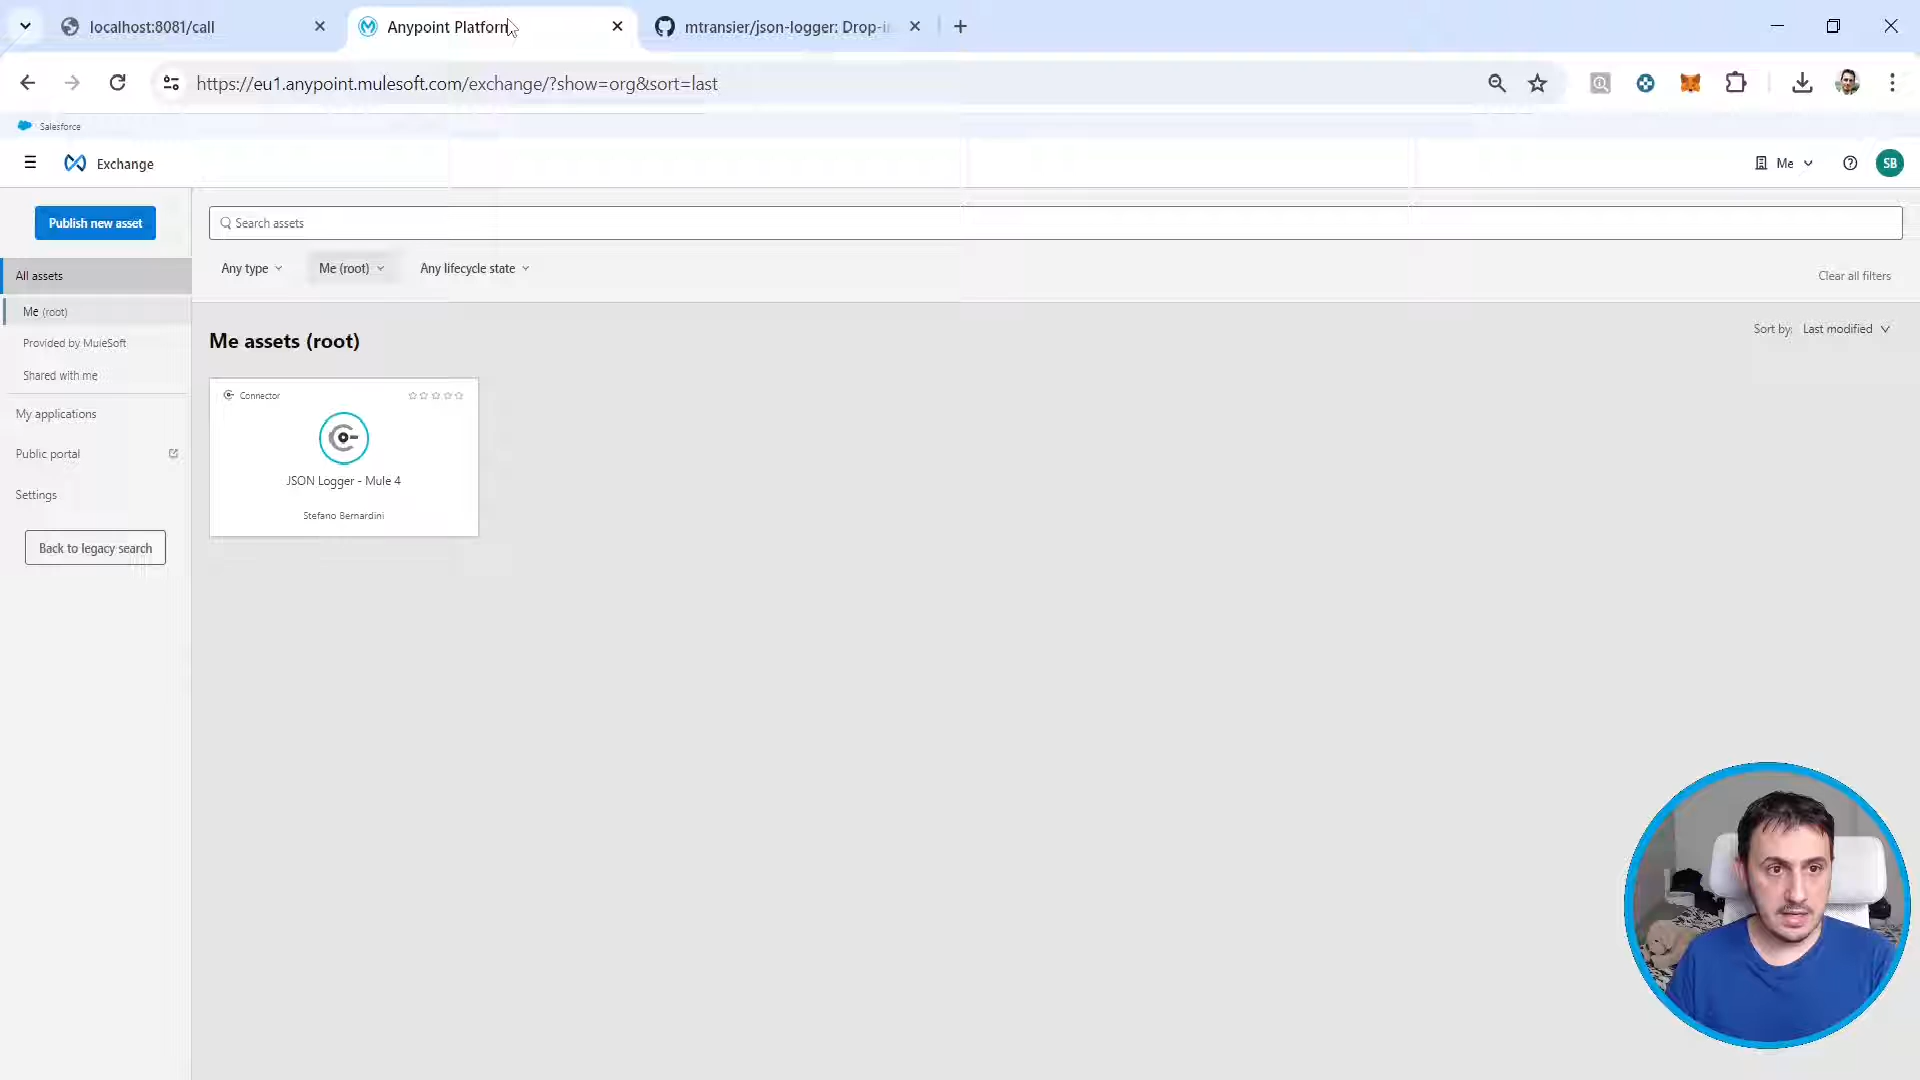 localhost:8081/call
Anypoint Platform
mtransier/json-logger: Drop-i
https://eu1.anypoint.mulesoft.com/exchange/?show=org&sort=last
Salesforce
Exchange
Me
SB
Publish new asset
Search assets
Any type
Me (root)
Any lifecycle state
Clear all filters
All assets
Me (root)
Provided by MuleSoft
Shared with me
My applications
Public portal
Settings
Back to legacy search
Me assets (root)
Sort by: Last modified
Connector
JSON Logger - Mule 4
Stefano Bernardini